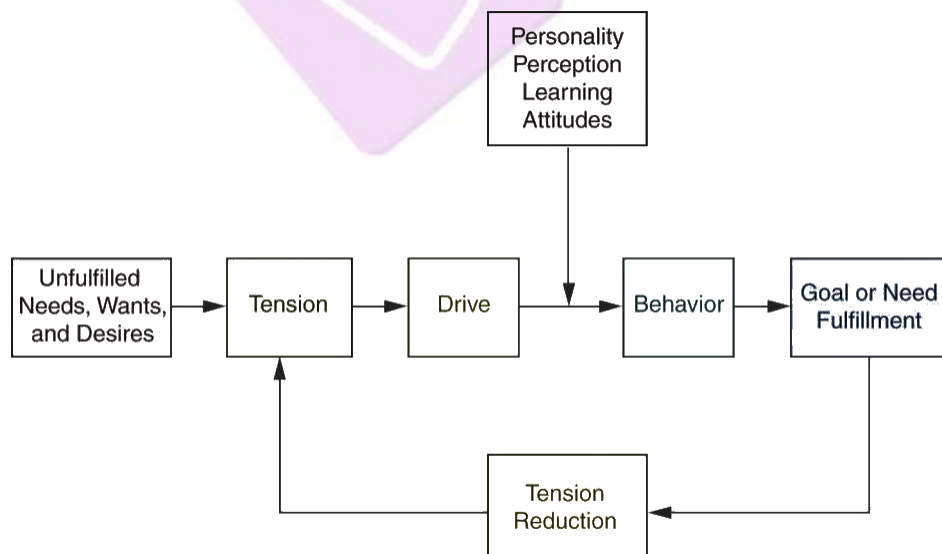 Personality
Perception
Learning
Attitudes
Unfulfilled
Needs, Wants,
and Desires
Tension
Drive
Behavior
Goal or Need
Fulfillment
Tension
Reduction